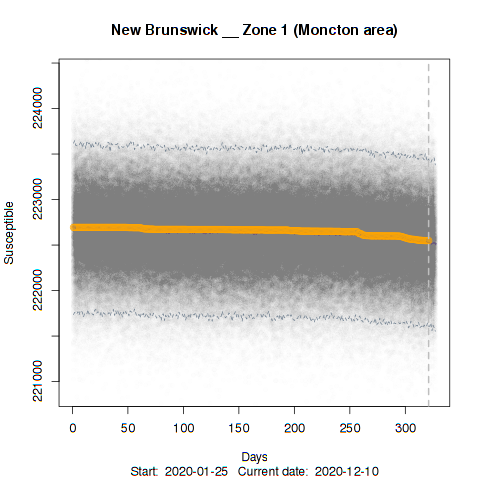 New Brunswick __ Zone 1 (Moncton area)
224000
223000
222000
221000
Susceptible
0 50 100 150 200 250 300
Days
Start: 2020-01-25 Current date: 2020-12-10